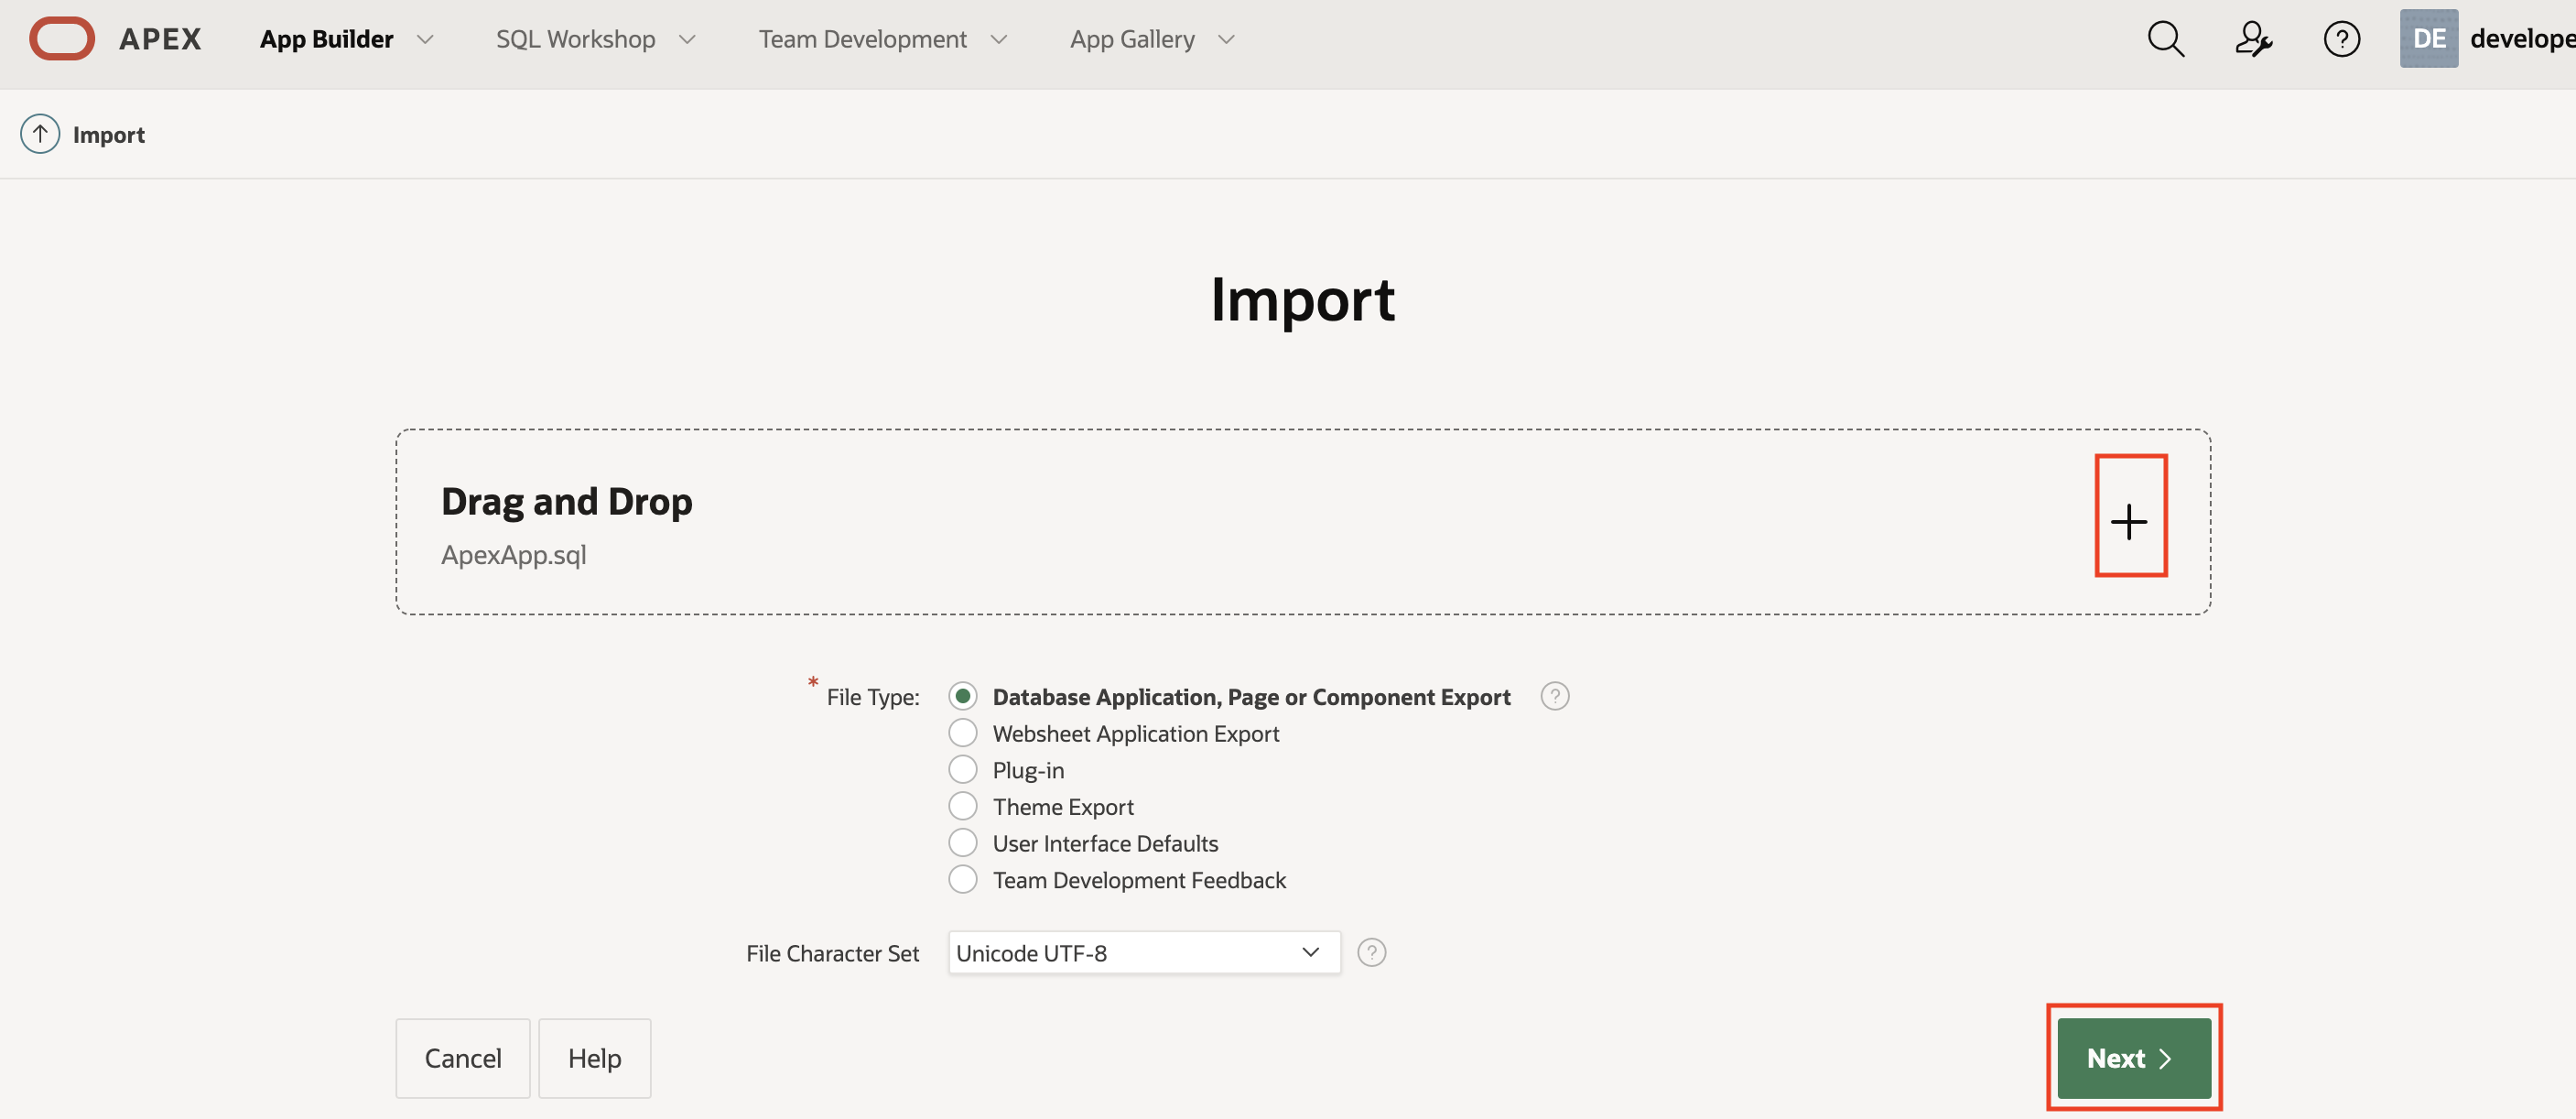 APEX App Builder SQL Workshop Team Development App Gallery ? DE develope
Import
Import
Drag and Drop
ApexApp.sql
* File Type: Database Application, Page or Component Export ?
Websheet Application Export
Plug-in
Theme Export
User Interface Defaults
Team Development Feedback
File Character Set Unicode UTF-8 ?
Cancel Help Next